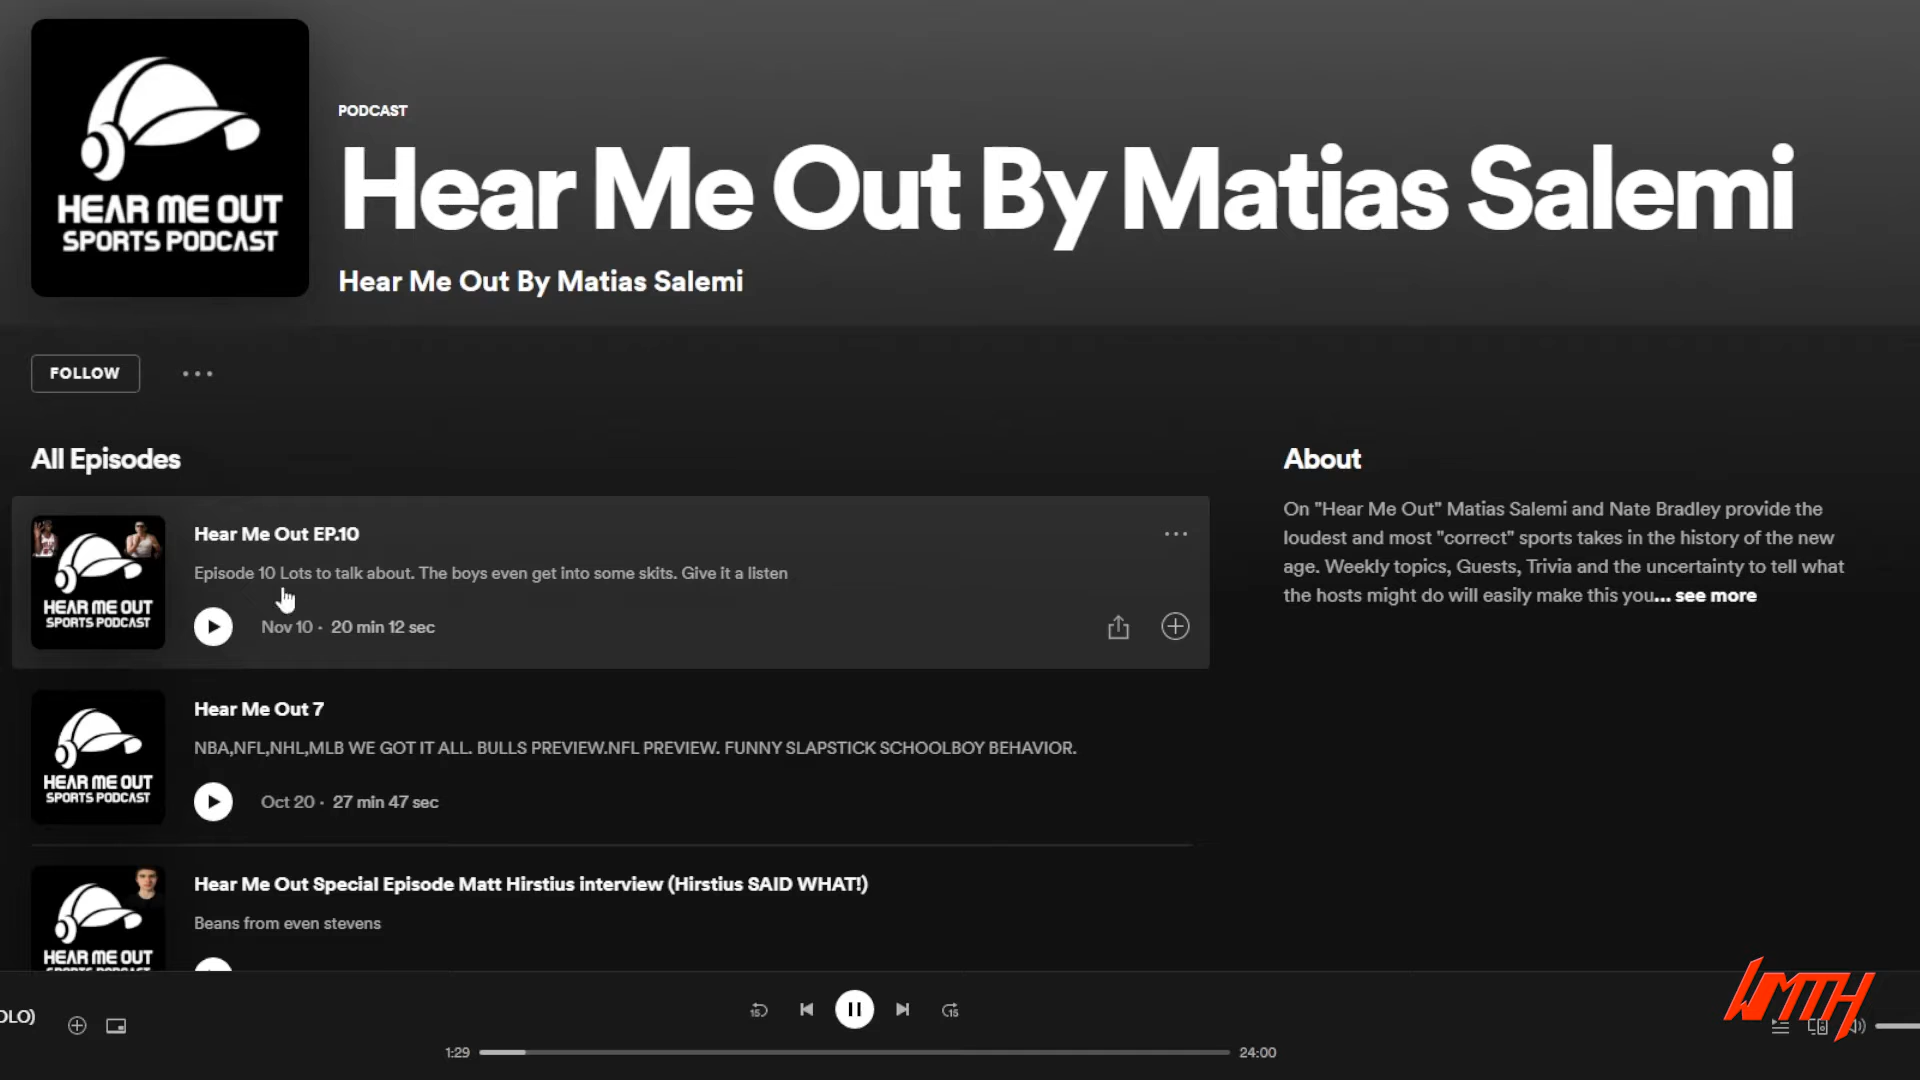 HEAR ME OUT
SPORTS PODCAST
PODCAST
Hear Me Out By Matias Salemi
Hear Me Out By Matias Salemi
FOLLOW
All Episodes
HEAR ME OUT
SPORTS PODCAST
Hear Me Out EP.10
Episode 10 Lots to talk about. The boys even get into some skits. Give it a listen
Nov 10 · 20 min 12 sec
HEAR ME OUT
SPORTS PODCAST
Hear Me Out 7
NBA,NFL,NHL,MLB WE GOT IT ALL. BULLS PREVIEW.NFL PREVIEW. FUNNY SLAPSTICK SCHOOLBOY BEHAVIOR.
Oct 20 · 27 min 47 sec
HEAR ME OUT
SPORTS PODCAST
Hear Me Out Special Episode Matt Hirstius interview (Hirstius SAID WHAT!)
Beans from even stevens
About
On "Hear Me Out" Matias Salemi and Nate Bradley provide the
loudest and most "correct" sports takes in the history of the new
age. Weekly topics, Guests, Trivia and the uncertainty to tell what
the hosts might do will easily make this you... see more
OLO)
15
15
1:29
24:00
WMTH